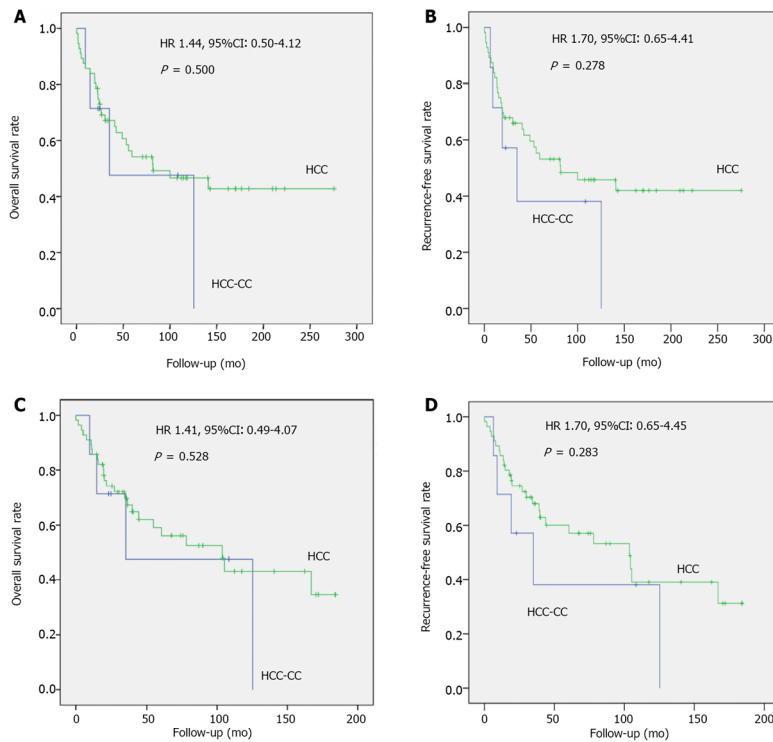 A
HR 1.44, 95%CI: 0.50-4.12
P = 0.500
Overall survival rate
1.0
0.8
0.6
0.4
0.2
0.0
HCC
HCC-CC
0 50 100 150 200 250 300
Follow-up (mo)
B
HR 1.70, 95%CI: 0.65-4.41
P = 0.278
Recurrence-free survival rate
1.0
0.8
0.6
0.4
0.2
0.0
HCC
HCC-CC
0 50 100 150 200 250 300
Follow-up (mo)
C
HR 1.41, 95%CI: 0.49-4.07
P = 0.528
Overall survival rate
1.0
0.8
0.6
0.4
0.2
0.0
HCC
HCC-CC
0 50 100 150 200
Follow-up (mo)
D
HR 1.70, 95%CI: 0.65-4.45
P = 0.283
Recurrence-free survival rate
1.0
0.8
0.6
0.4
0.2
0.0
HCC
HCC-CC
0 50 100 150 200
Follow-up (mo)